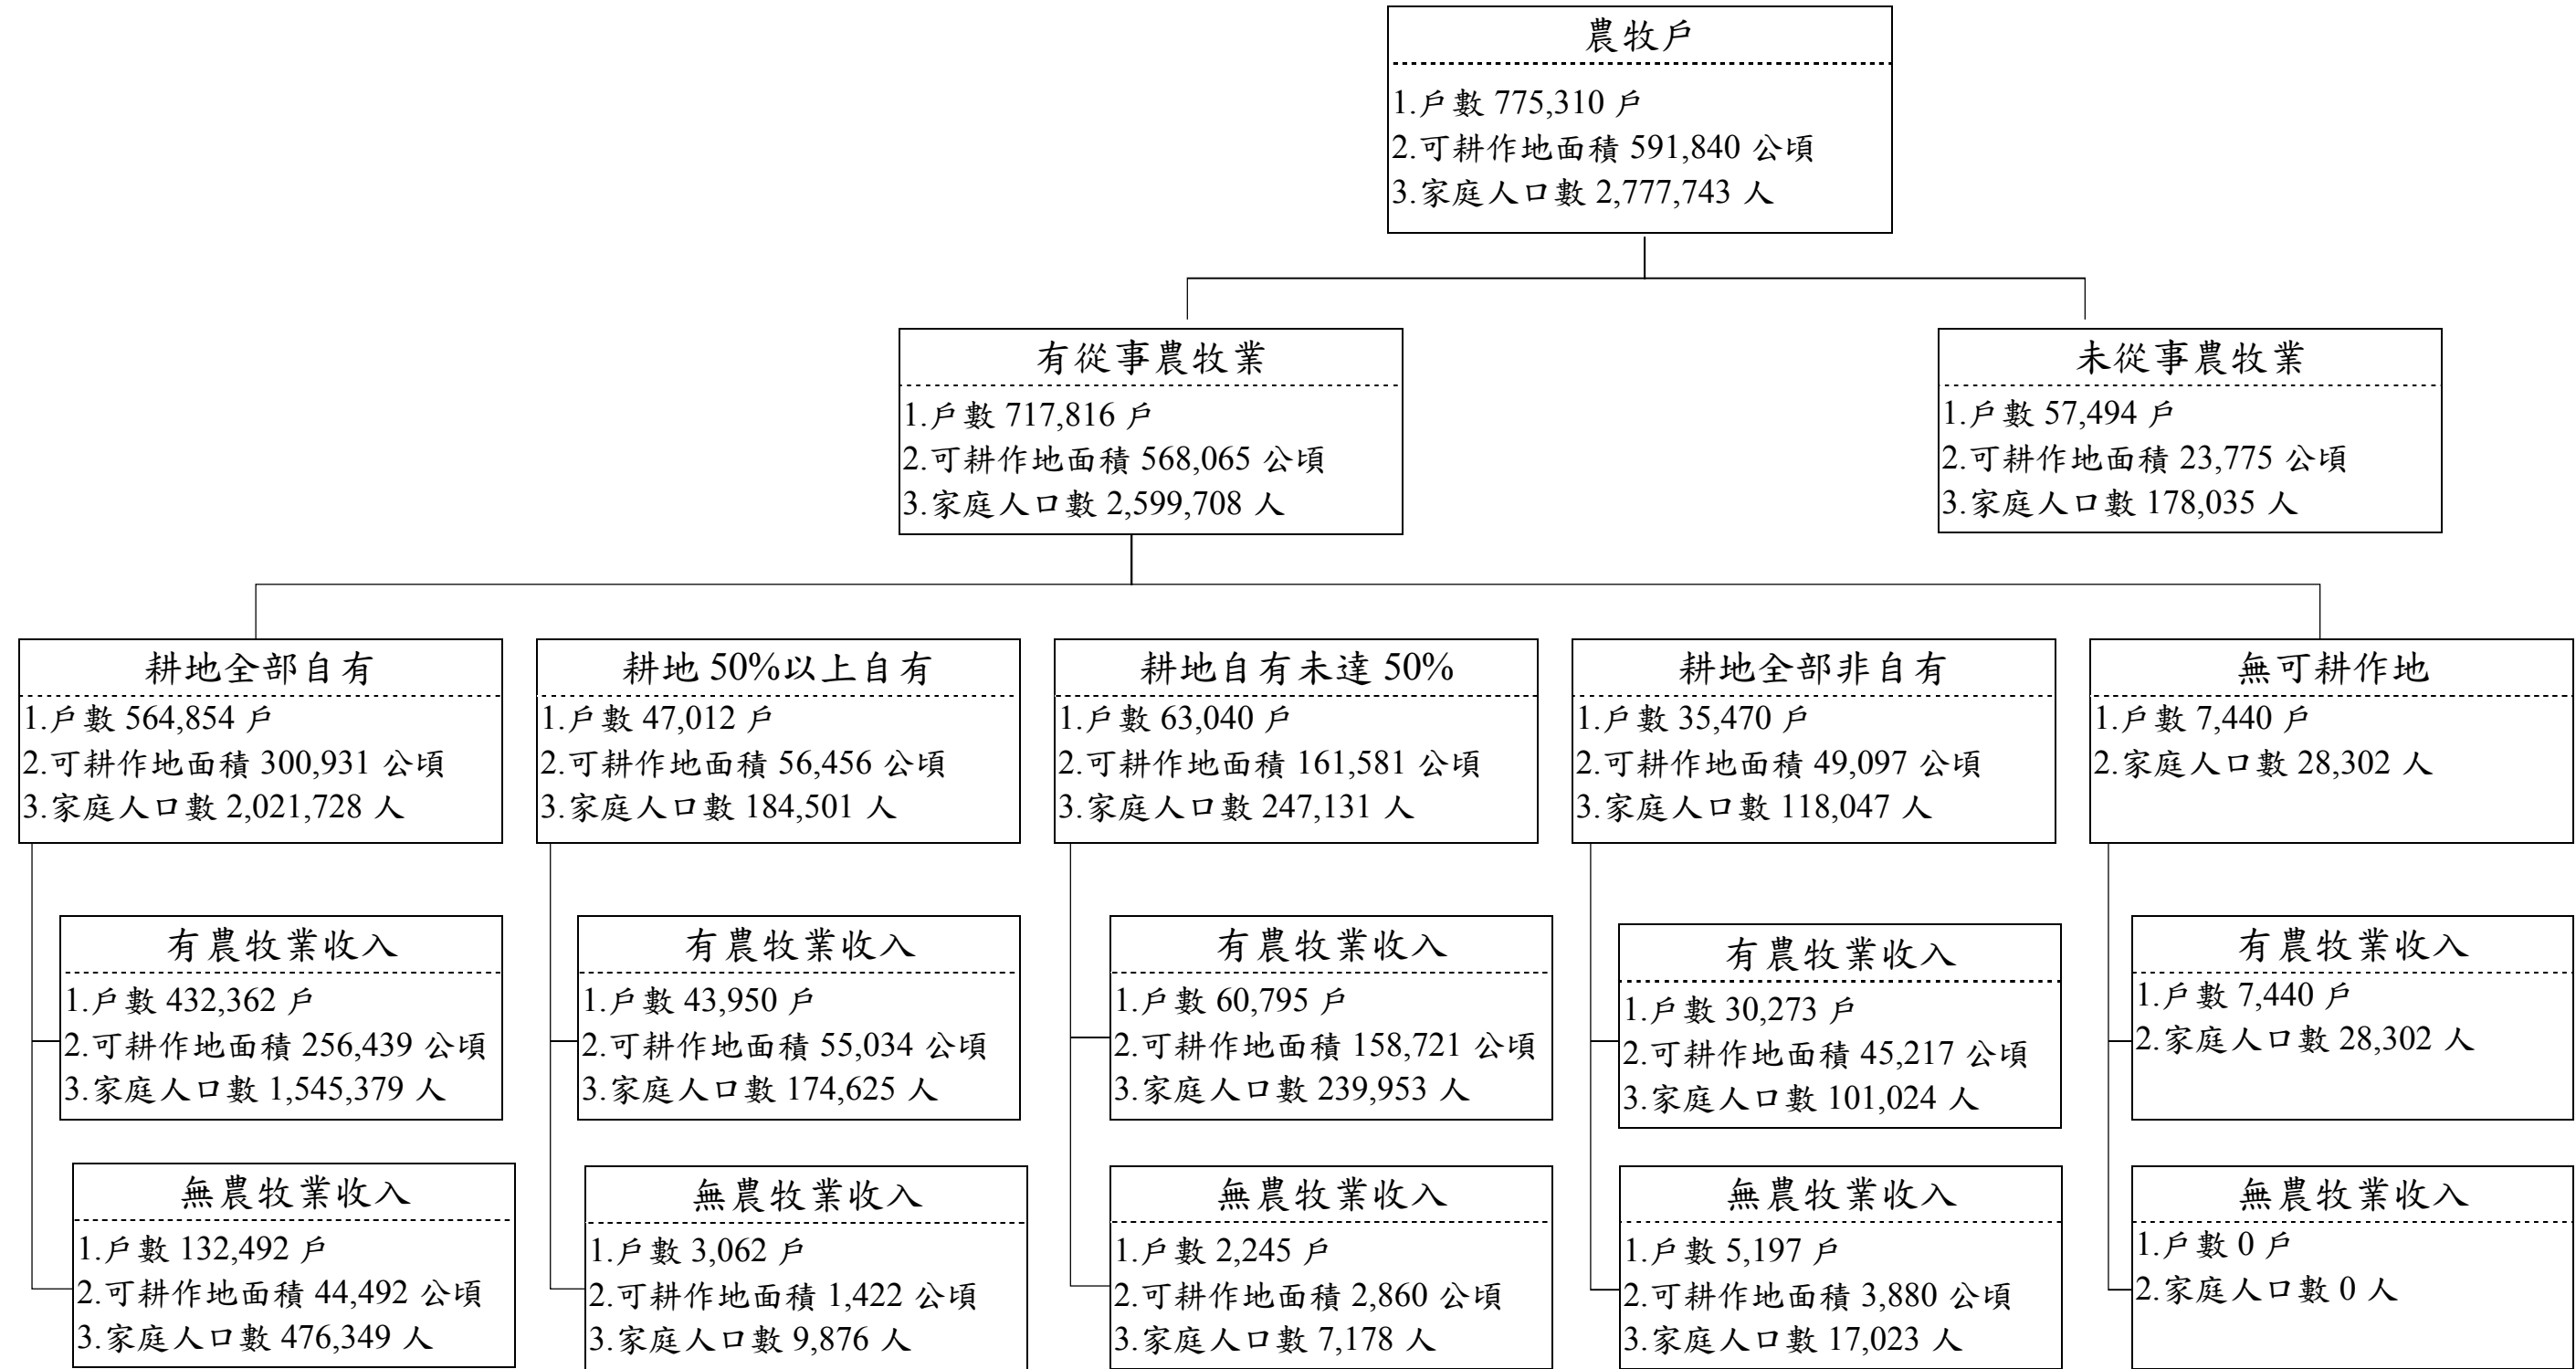 農牧戶
1.戶數 775,310 戶
2.可耕作地面積 591,840 公頃
3.家庭人口數 2,777,743 人
有從事農牧業
1.戶數 717,816 戶
2.可耕作地面積 568,065 公頃
3.家庭人口數 2,599,708 人
未從事農牧業
1.戶數 57,494 戶
2.可耕作地面積 23,775 公頃
3.家庭人口數 178,035 人
耕地全部自有
1.戶數 564,854 戶
2.可耕作地面積 300,931 公頃
3.家庭人口數 2,021,728 人
耕地 50%以上自有
1.戶數 47,012 戶
2.可耕作地面積 56,456 公頃
3.家庭人口數 184,501 人
耕地自有未達 50%
1.戶數 63,040 戶
2.可耕作地面積 161,581 公頃
3.家庭人口數 247,131 人
耕地全部非自有
1.戶數 35,470 戶
2.可耕作地面積 49,097 公頃
3.家庭人口數 118,047 人
無可耕作地
1.戶數 7,440 戶
2.家庭人口數 28,302 人
有農牧業收入
1.戶數 432,362 戶
2.可耕作地面積 256,439 公頃
3.家庭人口數 1,545,379 人
有農牧業收入
1.戶數 43,950 戶
2.可耕作地面積 55,034 公頃
3.家庭人口數 174,625 人
有農牧業收入
1.戶數 60,795 戶
2.可耕作地面積 158,721 公頃
3.家庭人口數 239,953 人
有農牧業收入
1.戶數 30,273 戶
2.可耕作地面積 45,217 公頃
3.家庭人口數 101,024 人
有農牧業收入
1.戶數 7,440 戶
2.家庭人口數 28,302 人
無農牧業收入
1.戶數 132,492 戶
2.可耕作地面積 44,492 公頃
3.家庭人口數 476,349 人
無農牧業收入
1.戶數 3,062 戶
2.可耕作地面積 1,422 公頃
3.家庭人口數 9,876 人
無農牧業收入
1.戶數 2,245 戶
2.可耕作地面積 2,860 公頃
3.家庭人口數 7,178 人
無農牧業收入
1.戶數 5,197 戶
2.可耕作地面積 3,880 公頃
3.家庭人口數 17,023 人
無農牧業收入
1.戶數 0 戶
2.家庭人口數 0 人